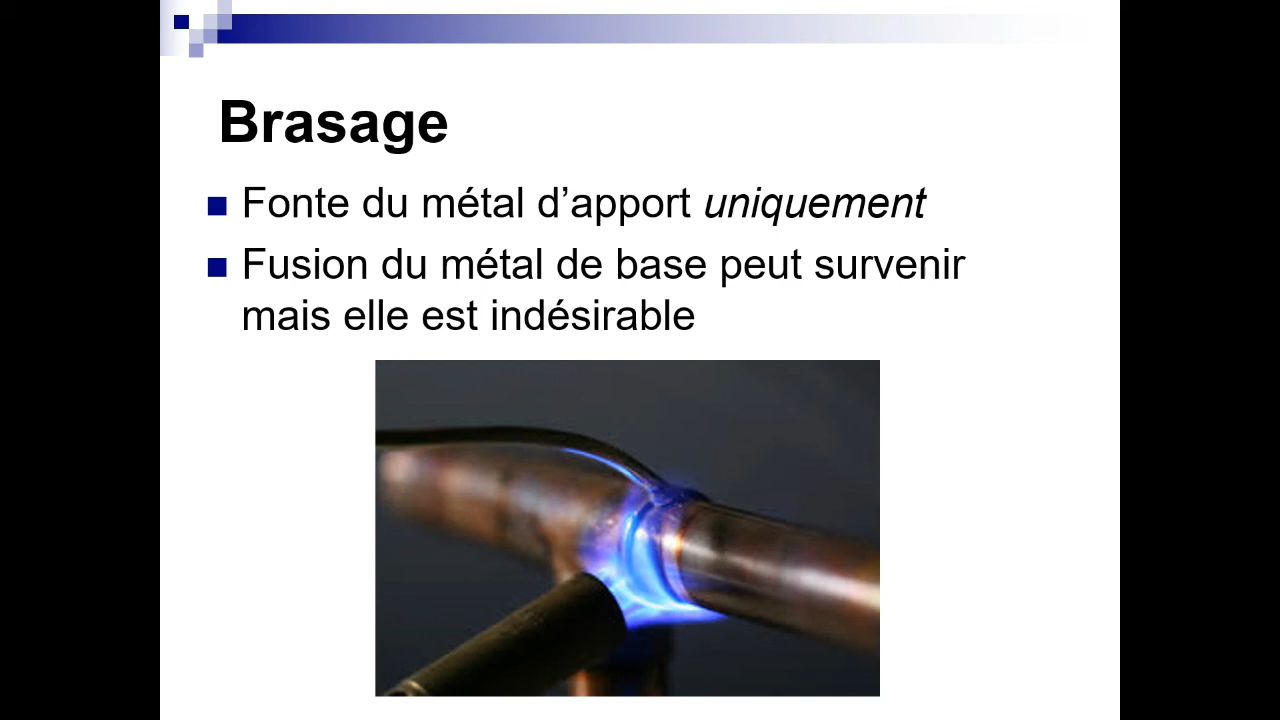 Brasage
Fonte du métal d’apport uniquement
Fusion du métal de base peut survenir
mais elle est indésirable